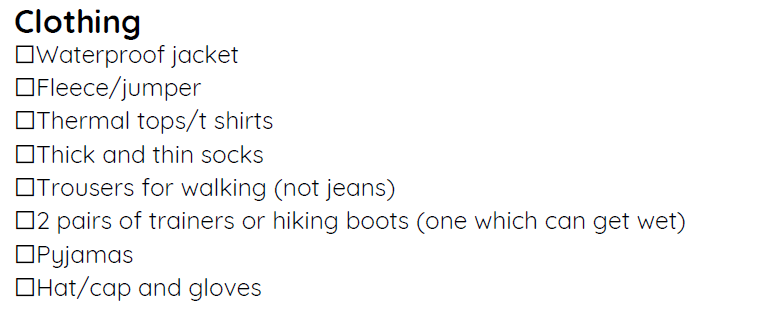 Clothing
☐Waterproof jacket
☐Fleece/jumper
☐Thermal tops/t shirts
☐Thick and thin socks
☐Trousers for walking (not jeans)
☐2 pairs of trainers or hiking boots (one which can get wet)
☐Pyjamas
☐Hat/cap and gloves